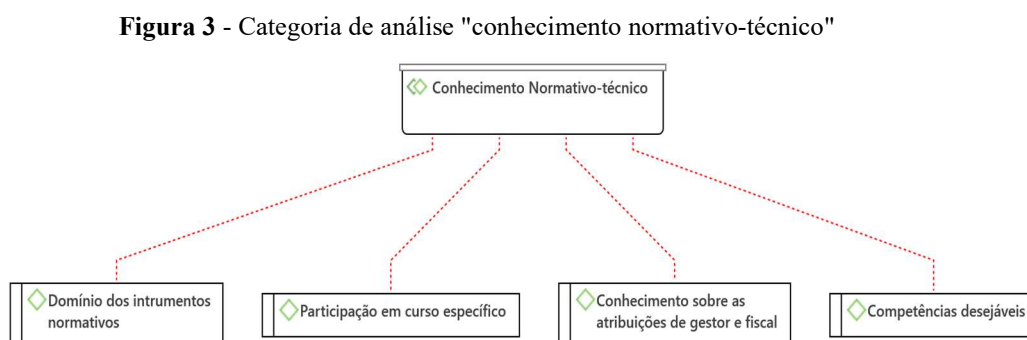 Figura 3 - Categoria de análise "conhecimento normativo-técnico"
Conhecimento Normativo-técnico
Domínio dos intrumentos
normativos
Participação em curso específico
Conhecimento sobre as
atribuições de gestor e fiscal
Competências desejáveis